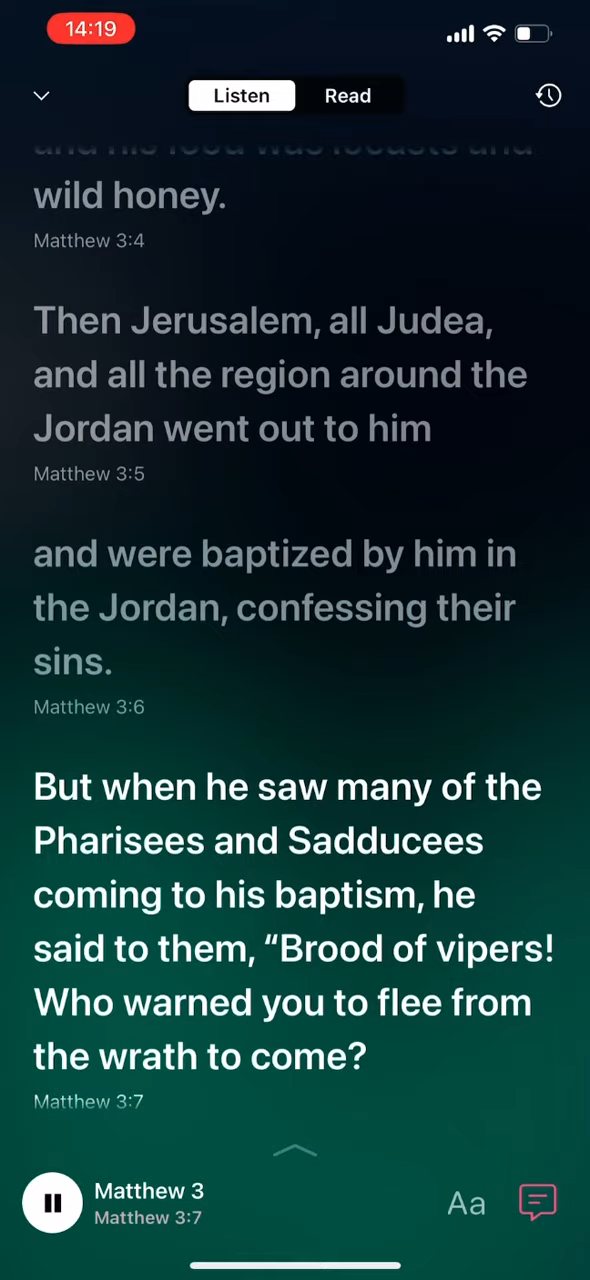 14:19
Listen
Read
wild honey.
Matthew 3:4
Then Jerusalem, all Judea,
and all the region around the
Jordan went out to him
Matthew 3:5
and were baptized by him in
the Jordan, confessing their
sins.
Matthew 3:6
But when he saw many of the
Pharisees and Sadducees
coming to his baptism, he
said to them, “Brood of vipers!
Who warned you to flee from
the wrath to come?
Matthew 3:7
Matthew 3
Matthew 3:7
Aa